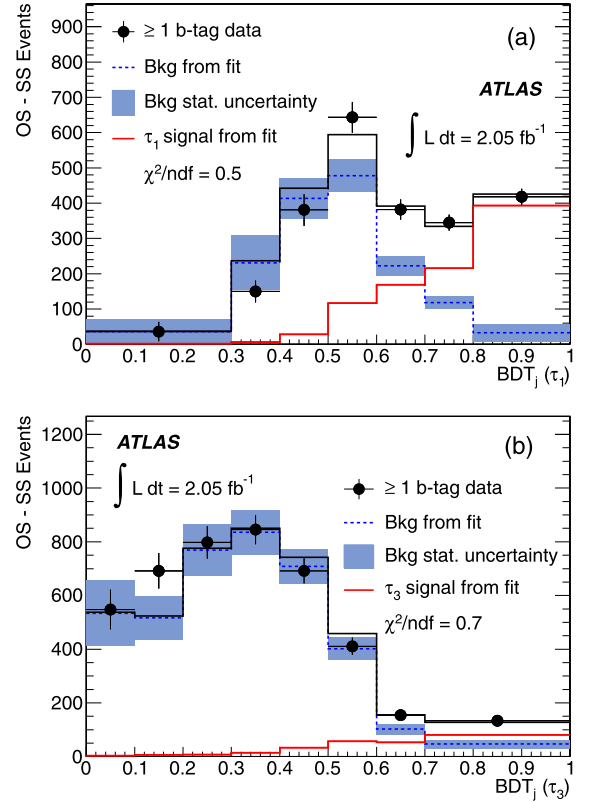 OS - SS Events
900
800
700
600
500
400
300
200
100
0
≥ 1 b-tag data
Bkg from fit
Bkg stat. uncertainty
τ₁ signal from fit
χ²/ndf = 0.5
(a)
ATLAS
∫ L dt = 2.05 fb⁻¹
0 0.1 0.2 0.3 0.4 0.5 0.6 0.7 0.8 0.9 1
BDTⱼ (τ₁)
OS - SS Events
1200
1000
800
600
400
200
0
ATLAS
∫ L dt = 2.05 fb⁻¹
(b)
≥ 1 b-tag data
Bkg from fit
Bkg stat. uncertainty
τ₃ signal from fit
χ²/ndf = 0.7
0 0.1 0.2 0.3 0.4 0.5 0.6 0.7 0.8 0.9 1
BDTⱼ (τ₃)